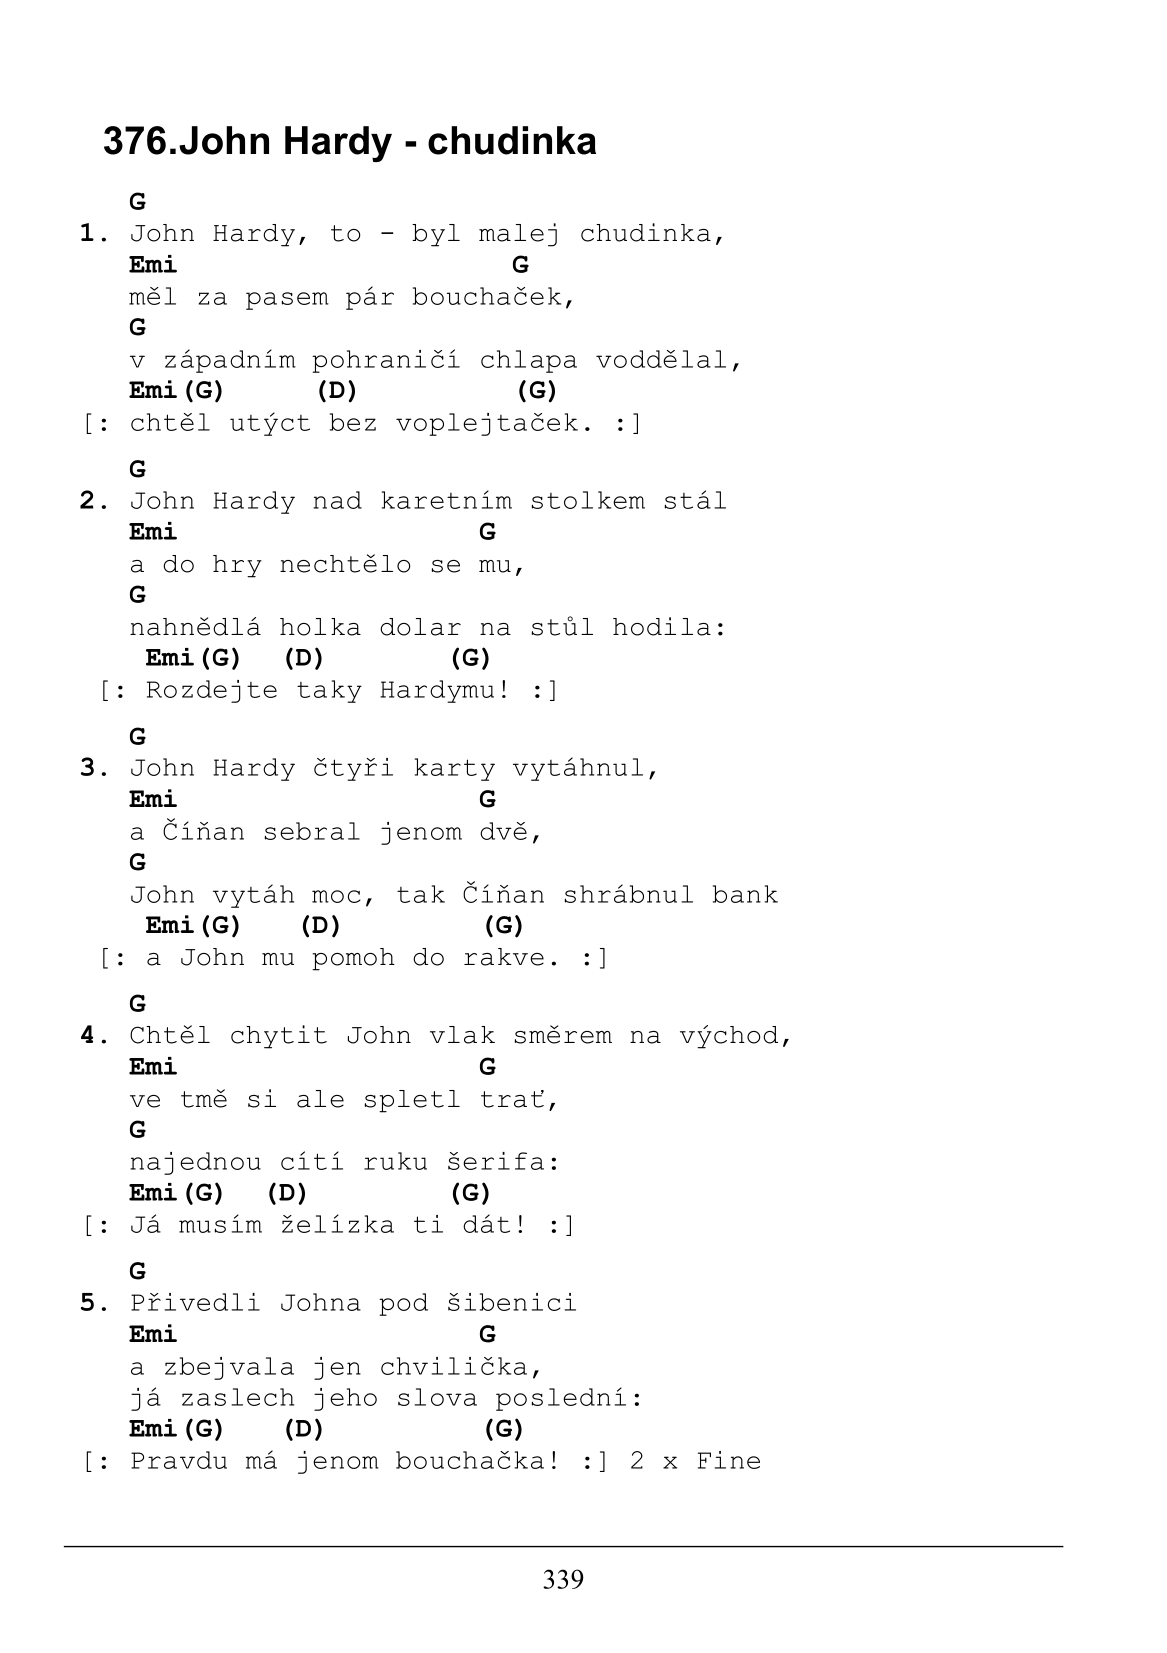 376.John Hardy - chudinka
G
1. John Hardy, to - byl malej chudinka,
Emi G
měl za pasem pár bouchaček,
G
v západním pohraničí chlapa voddělal,
Emi(G) (D) (G)
[: chtěl utýct bez voplejtaček. :]
G
2. John Hardy nad karetním stolkem stál
Emi G
a do hry nechtělo se mu,
G
nahnědlá holka dolar na stůl hodila:
Emi(G) (D) (G)
[: Rozdejte taky Hardymu! :]
G
3. John Hardy čtyři karty vytáhnul,
Emi G
a Číňan sebral jenom dvě,
G
John vytáh moc, tak Číňan shrábnul bank
Emi(G) (D) (G)
[: a John mu pomoh do rakve. :]
G
4. Chtěl chytit John vlak směrem na východ,
Emi G
ve tmě si ale spletl trať,
G
najednou cítí ruku šerifa:
Emi(G) (D) (G)
[: Já musím želízka ti dát! :]
G
5. Přivedli Johna pod šibenici
Emi G
a zbejvala jen chvilička,
já zaslech jeho slova poslední:
Emi(G) (D) (G)
[: Pravdu má jenom bouchačka! :] 2 x Fine
339